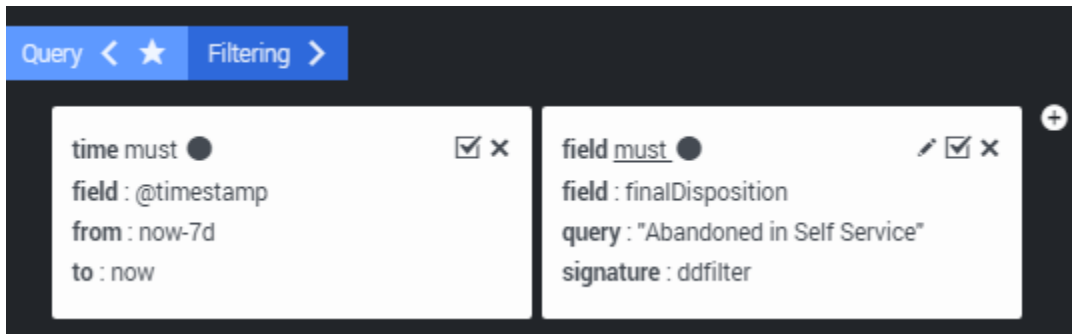 Query Filtering
time must
field : @timestamp
from : now-7d
to : now
field must
field : finalDisposition
query : "Abandoned in Self Service"
signature : ddfilter